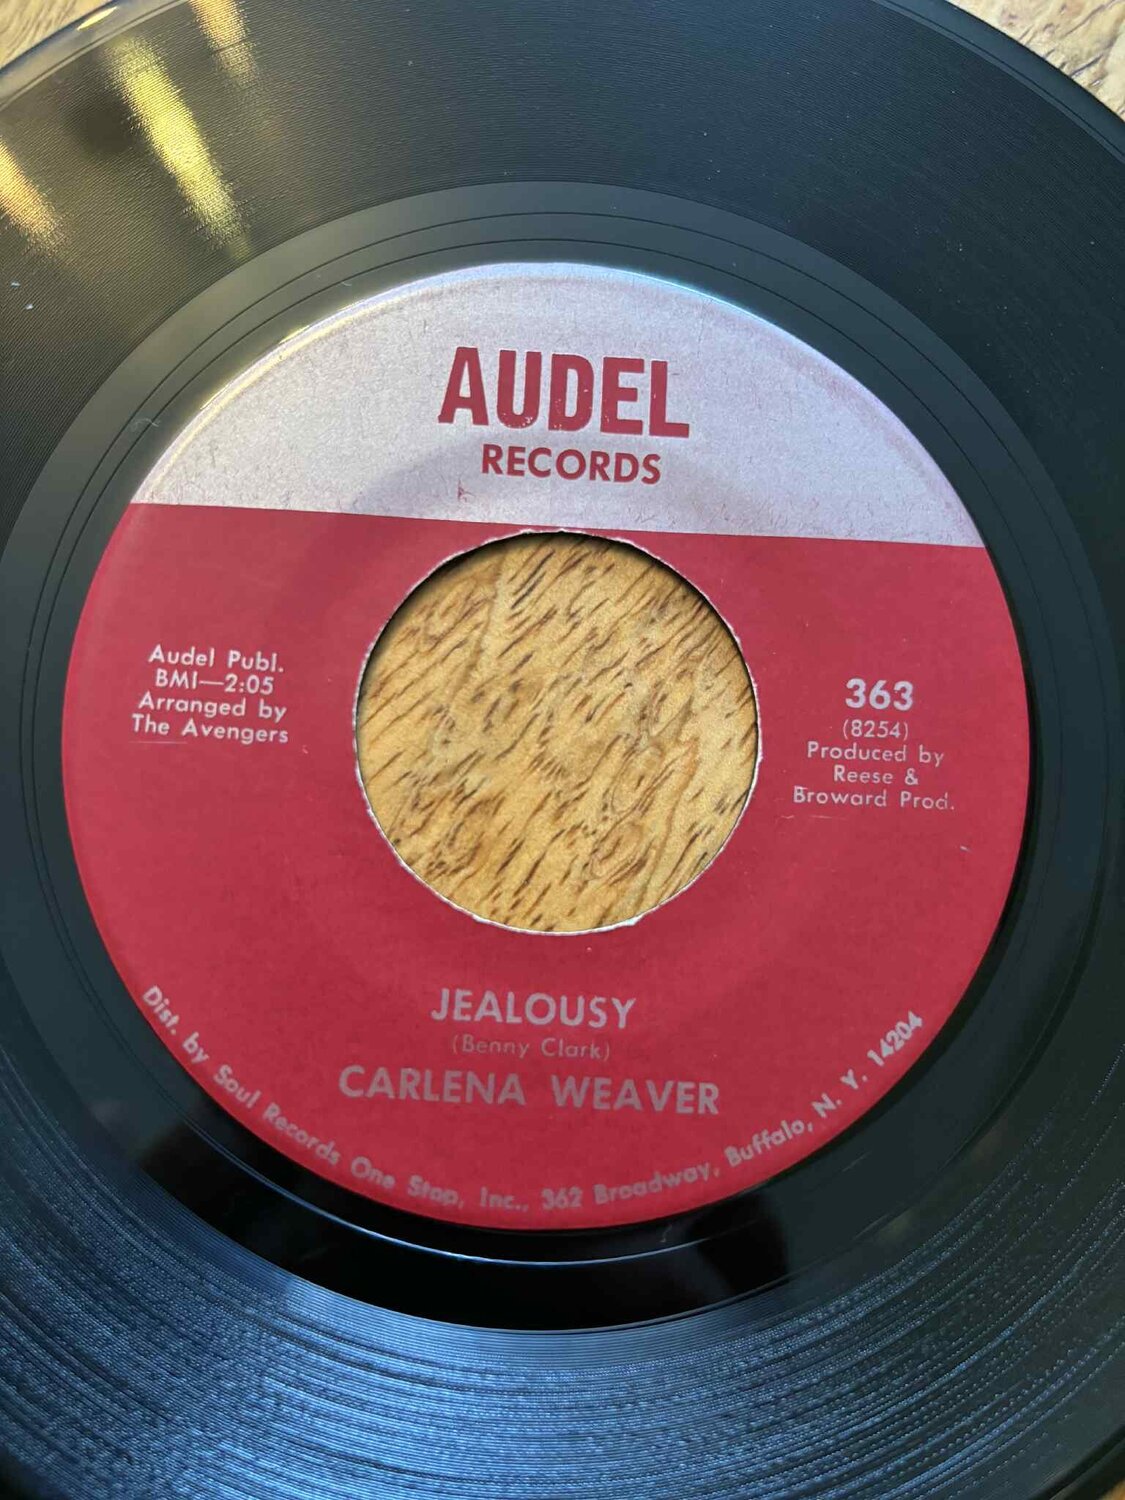 AUDEL
RECORDS
Audel Publ.
BMI—2:05
Arranged by
The Avengers
363
(8254)
Produced by
Reese &
Broward Prod.
JEALOUSY
(Benny Clark)
CARLENA WEAVER
Dist. by Soul Records One Stop, Inc., 362 Broadway, Buffalo, N. Y. 14204